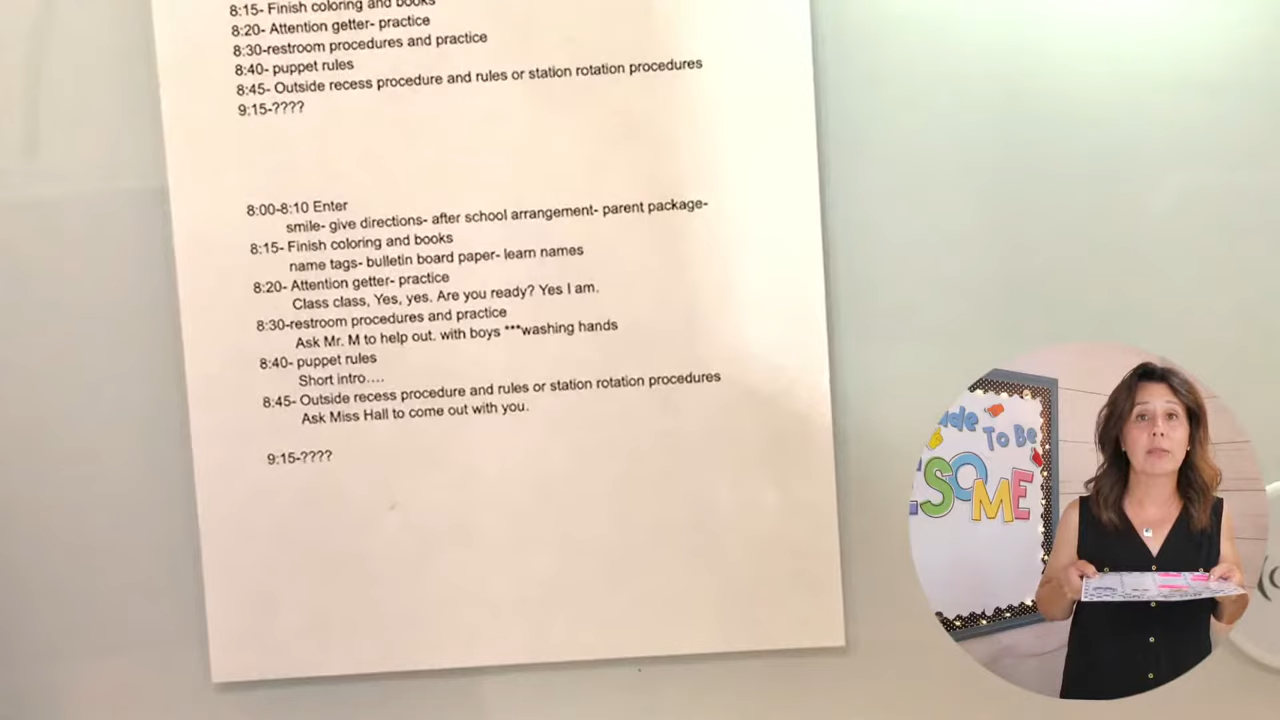 8:15- Finish coloring and books
8:20- Attention getter- practice
8:30-restroom procedures and practice
8:40- puppet rules
8:45- Outside recess procedure and rules or station rotation procedures
9:15-????
8:00-8:10 Enter
smile- give directions- after school arrangement- parent package-
8:15- Finish coloring and books
name tags- bulletin board paper- learn names
8:20- Attention getter- practice
Class class, Yes, yes. Are you ready? Yes I am.
8:30-restroom procedures and practice
Ask Mr. M to help out. with boys ***washing hands
8:40- puppet rules
Short intro....
8:45- Outside recess procedure and rules or station rotation procedures
Ask Miss Hall to come out with you.
9:15-????
To Be
SOME